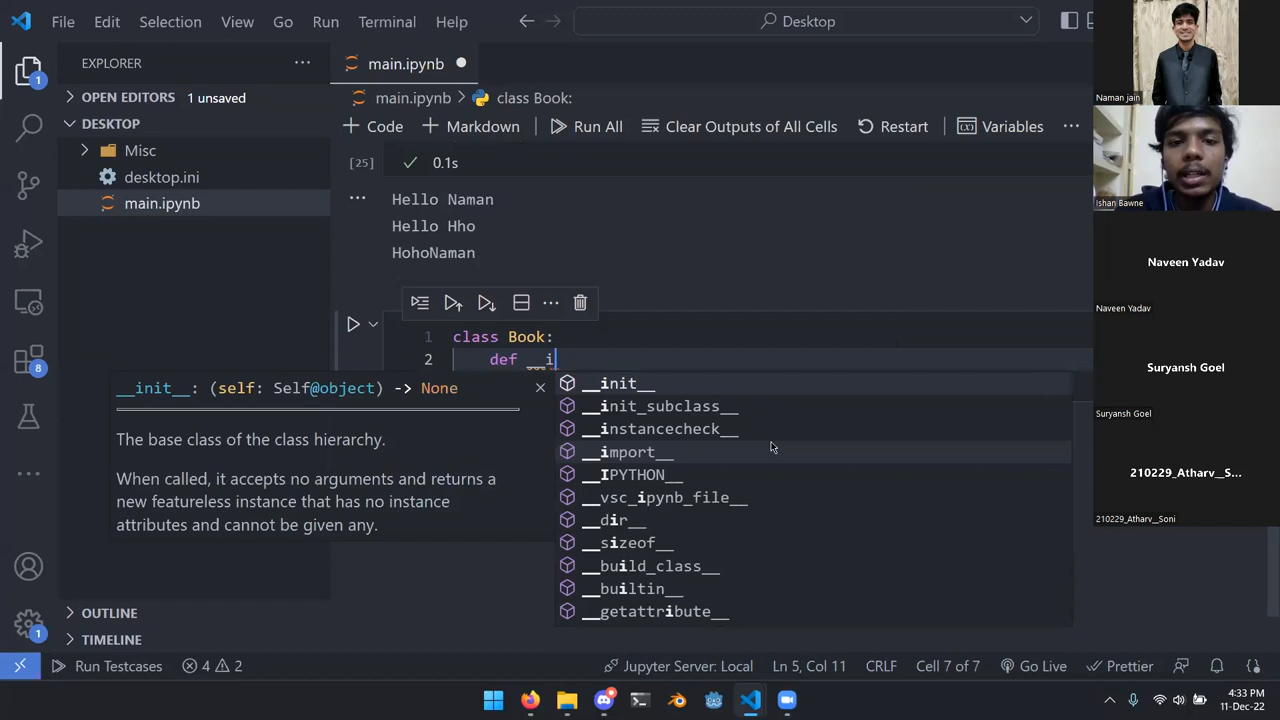 File Edit Selection View Go Run Terminal Help
Desktop
EXPLORER
OPEN EDITORS 1 unsaved
DESKTOP
Misc
desktop.ini
main.ipynb
OUTLINE
TIMELINE
1
8
1
main.ipynb
main.ipynb > class Book:
+ Code + Markdown Run All Clear Outputs of All Cells Restart Variables ...
[25] 0.1s
Hello Naman
Hello Hho
HohoNaman
1 class Book:
2 def __i
__init__: (self: Self@object) -> None
The base class of the class hierarchy.
When called, it accepts no arguments and returns a
new featureless instance that has no instance
attributes and cannot be given any.
__init__
__init_subclass__
__instancecheck__
__import__
__IPYTHON__
__vsc_ipynb_file__
__dir__
__sizeof__
__build_class__
__builtin__
__getattribute__
Naman jain
Ishan Bawne
Naveen Yadav
Naveen Yadav
Suryansh Goel
Suryansh Goel
210229_Atharv__S...
210229_Atharv__Soni
Run Testcases 4 2 Jupyter Server: Local Ln 5, Col 11 CRLF Cell 7 of 7 Go Live Prettier
4:33 PM
11-Dec-22